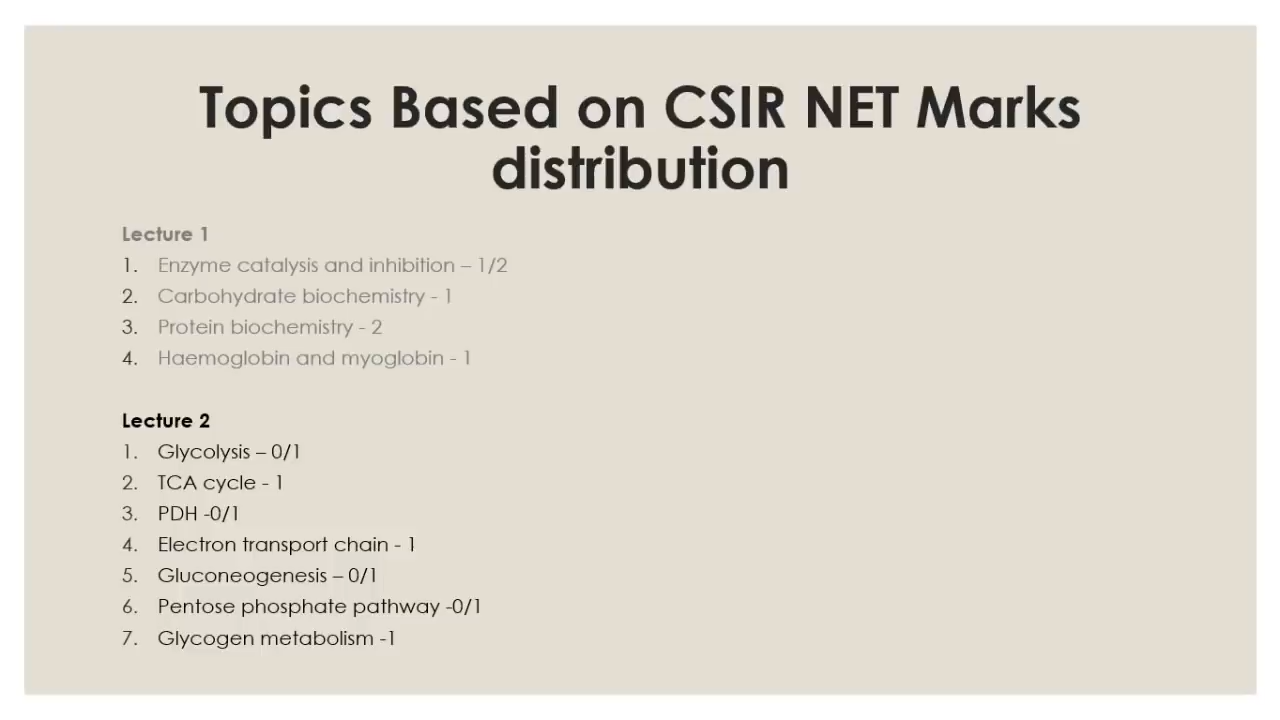 Topics Based on CSIR NET Marks
distribution
Lecture 1
1. Enzyme catalysis and inhibition – 1/2
2. Carbohydrate biochemistry - 1
3. Protein biochemistry - 2
4. Haemoglobin and myoglobin - 1
Lecture 2
1. Glycolysis – 0/1
2. TCA cycle - 1
3. PDH -0/1
4. Electron transport chain - 1
5. Gluconeogenesis – 0/1
6. Pentose phosphate pathway -0/1
7. Glycogen metabolism -1